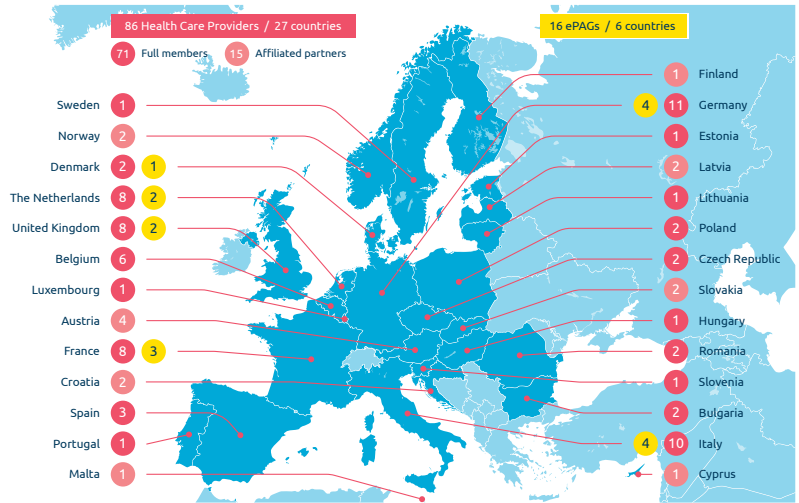 86 Health Care Providers / 27 countries
16 ePAGs / 6 countries
71 Full members
15 Affiliated partners
Sweden 1
Norway 2
Denmark 2 1
The Netherlands 8 2
United Kingdom 8 2
Belgium 6
Luxembourg 1
Austria 4
France 8 3
Croatia 2
Spain 3
Portugal 1
Malta 1
1 Finland
4 11 Germany
1 Estonia
2 Latvia
1 Lithuania
2 Poland
2 Czech Republic
2 Slovakia
1 Hungary
2 Romania
1 Slovenia
2 Bulgaria
4 10 Italy
1 Cyprus